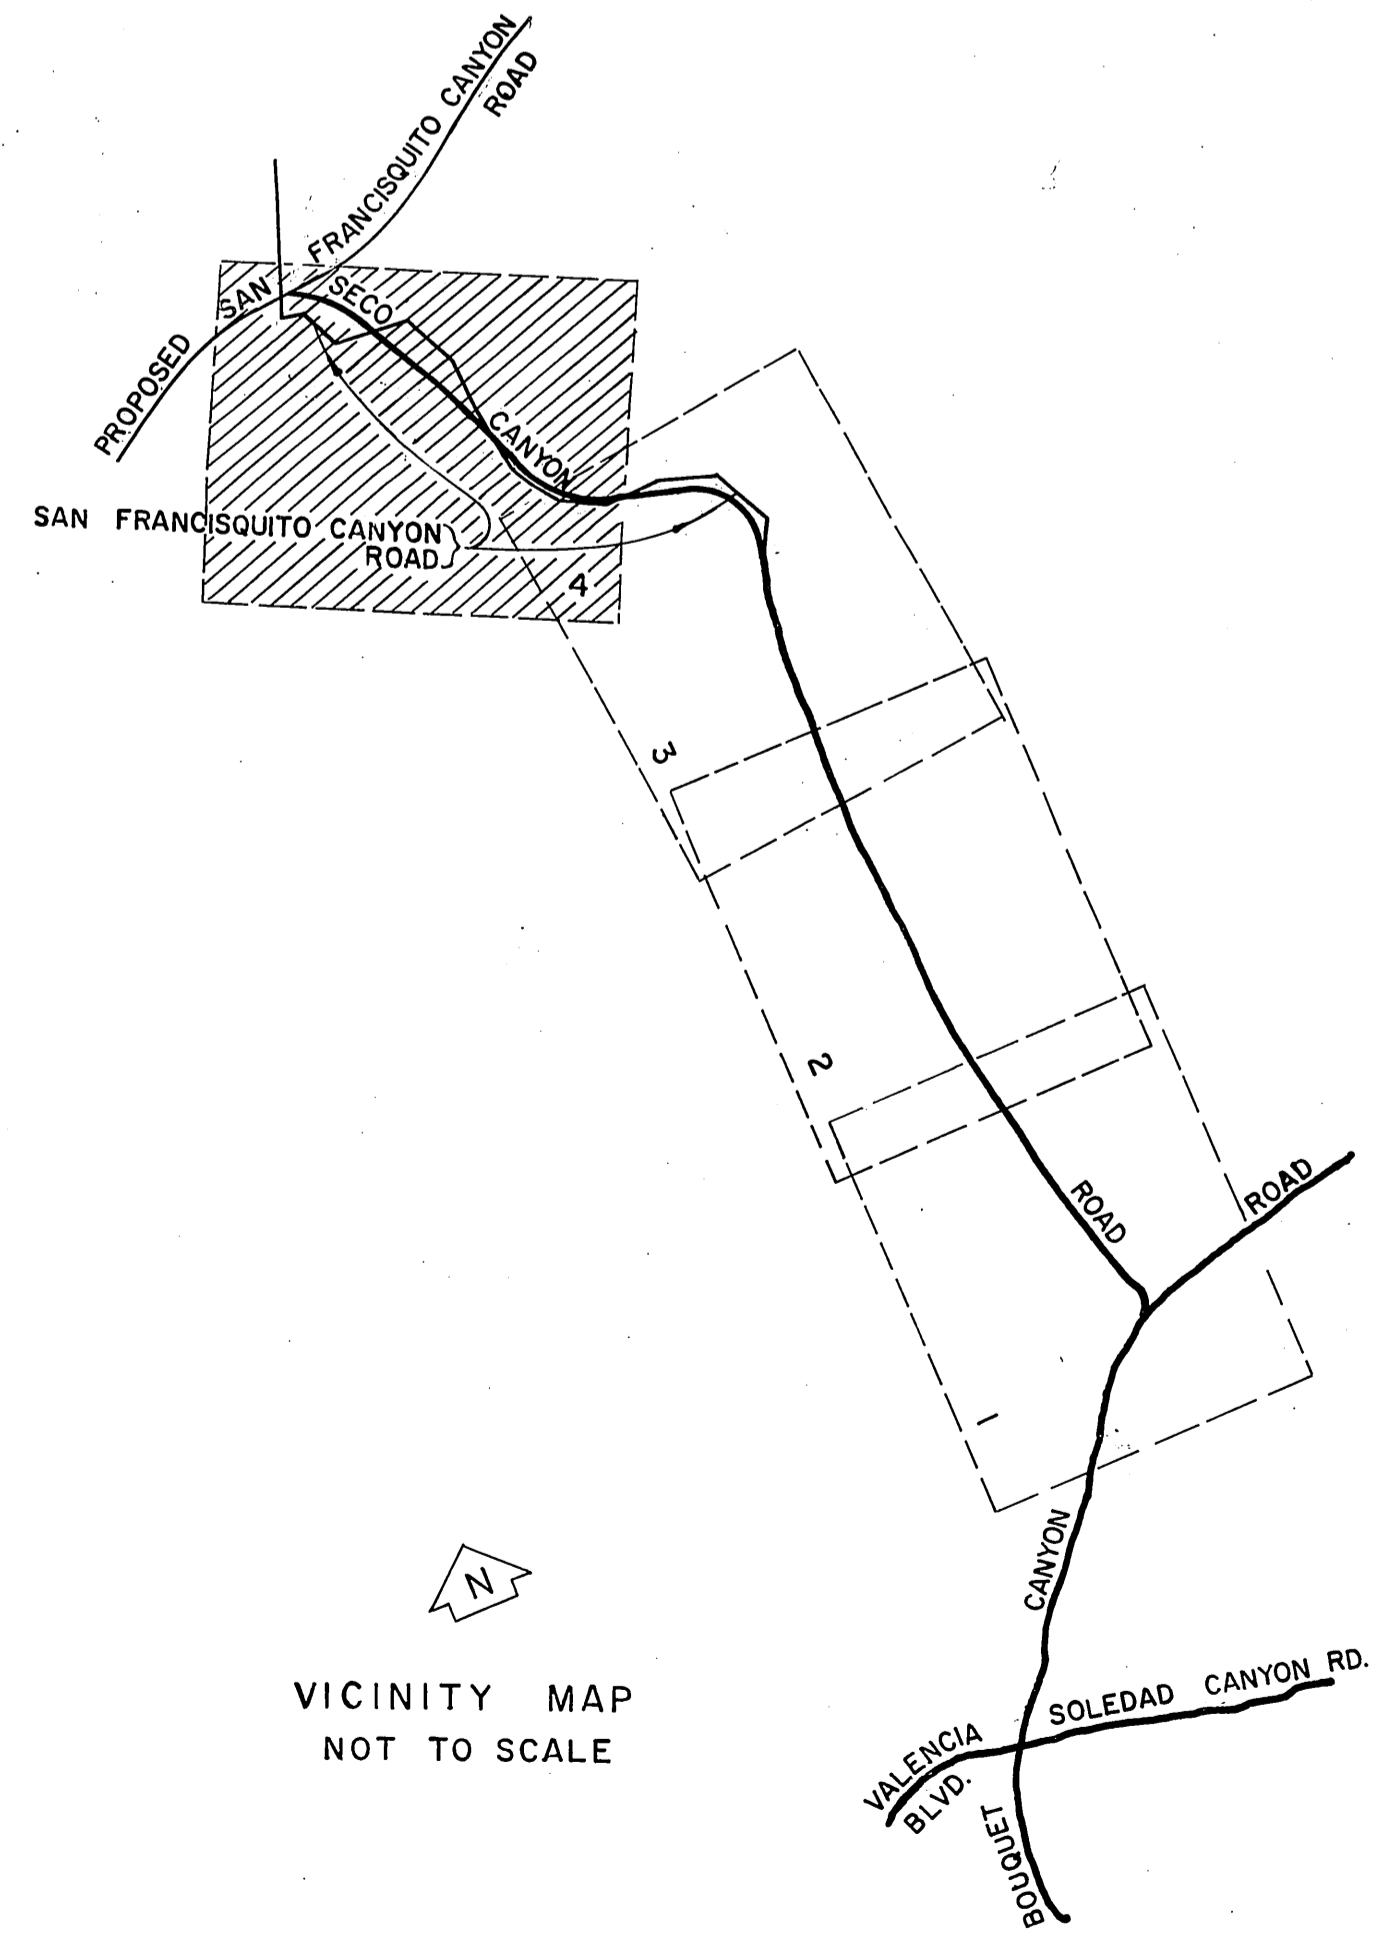 PROPOSED SAN FRANCISQUITO CANYON
ROAD
SECO CANYON ROAD
SAN FRANCISQUITO CANYON
ROAD
4
3
2
1
BOUQUET CANYON ROAD
N
VICINITY MAP
NOT TO SCALE
SOLEDAD CANYON RD.
VALENCIA
BLVD.